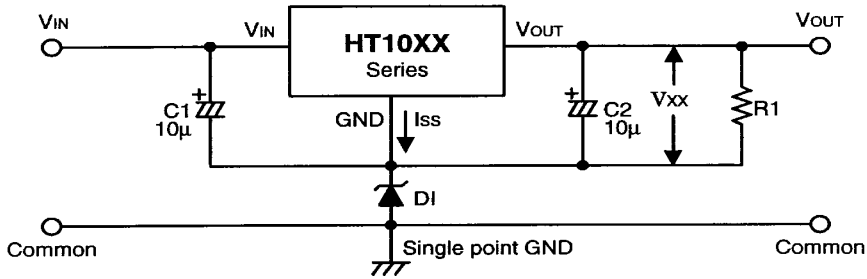 VIN
VIN
HT10XX
Series
VOUT
VOUT
+
C1
10μ
GND
ISS
+
C2
10μ
VXX
R1
DI
Common
Single point GND
Common